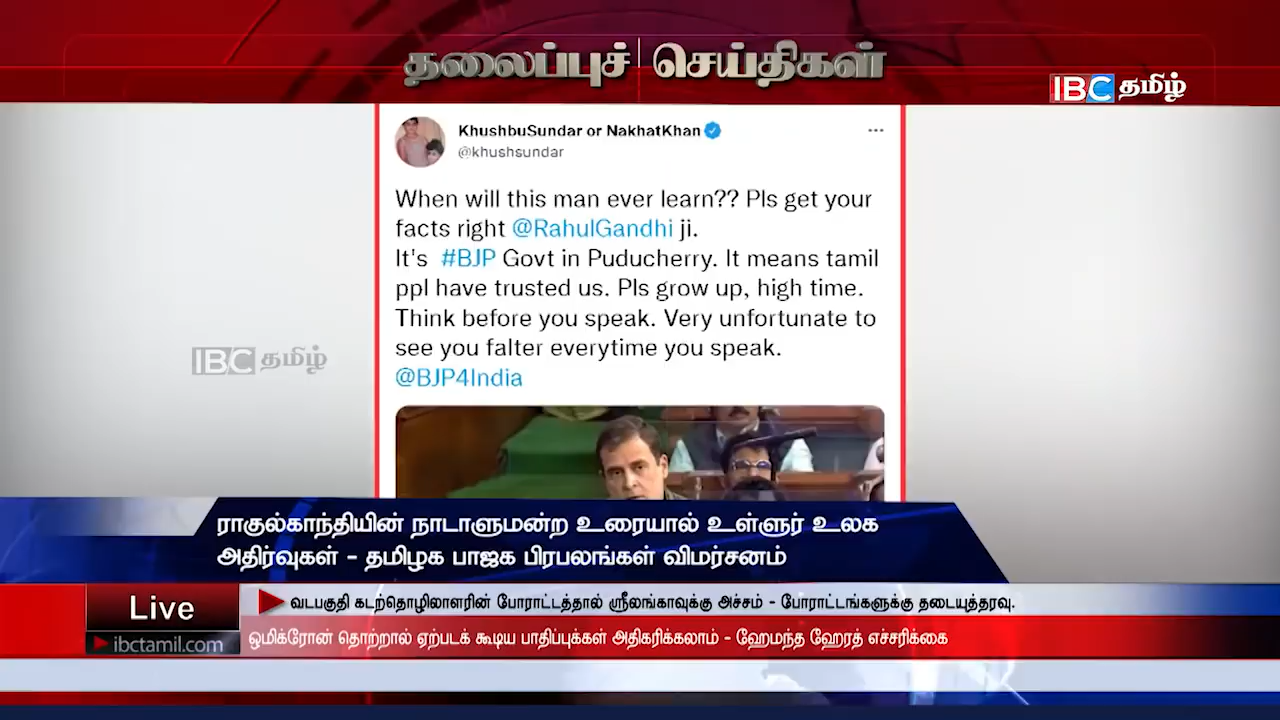 தலைப்புச் செய்திகள்
IBC தமிழ்
KhushbuSundar or NakhatKhan
@khushsundar
When will this man ever learn?? Pls get your
facts right @RahulGandhi ji.
It's #BJP Govt in Puducherry. It means tamil
ppl have trusted us. Pls grow up, high time.
Think before you speak. Very unfortunate to
see you falter everytime you speak.
@BJP4India
IBC தமிழ்
ராகுல்காந்தியின் நாடாளுமன்ற உரையால் உள்ளுர் உலக
அதிர்வுகள் - தமிழக பாஜக பிரபலங்கள் விமர்சனம்
Live
வடபகுதி கடற்தொழிலாளரின் போராட்டத்தால் ஸ்ரீலங்காவுக்கு அச்சம் - போராட்டங்களுக்கு தடையுத்தரவு.
ibctamil.com
ஒமிக்ரோன் தொற்றால் ஏற்படக் கூடிய பாதிப்புக்கள் அதிகரிக்கலாம் - ஹேமந்த ஹேரத் எச்சரிக்கை